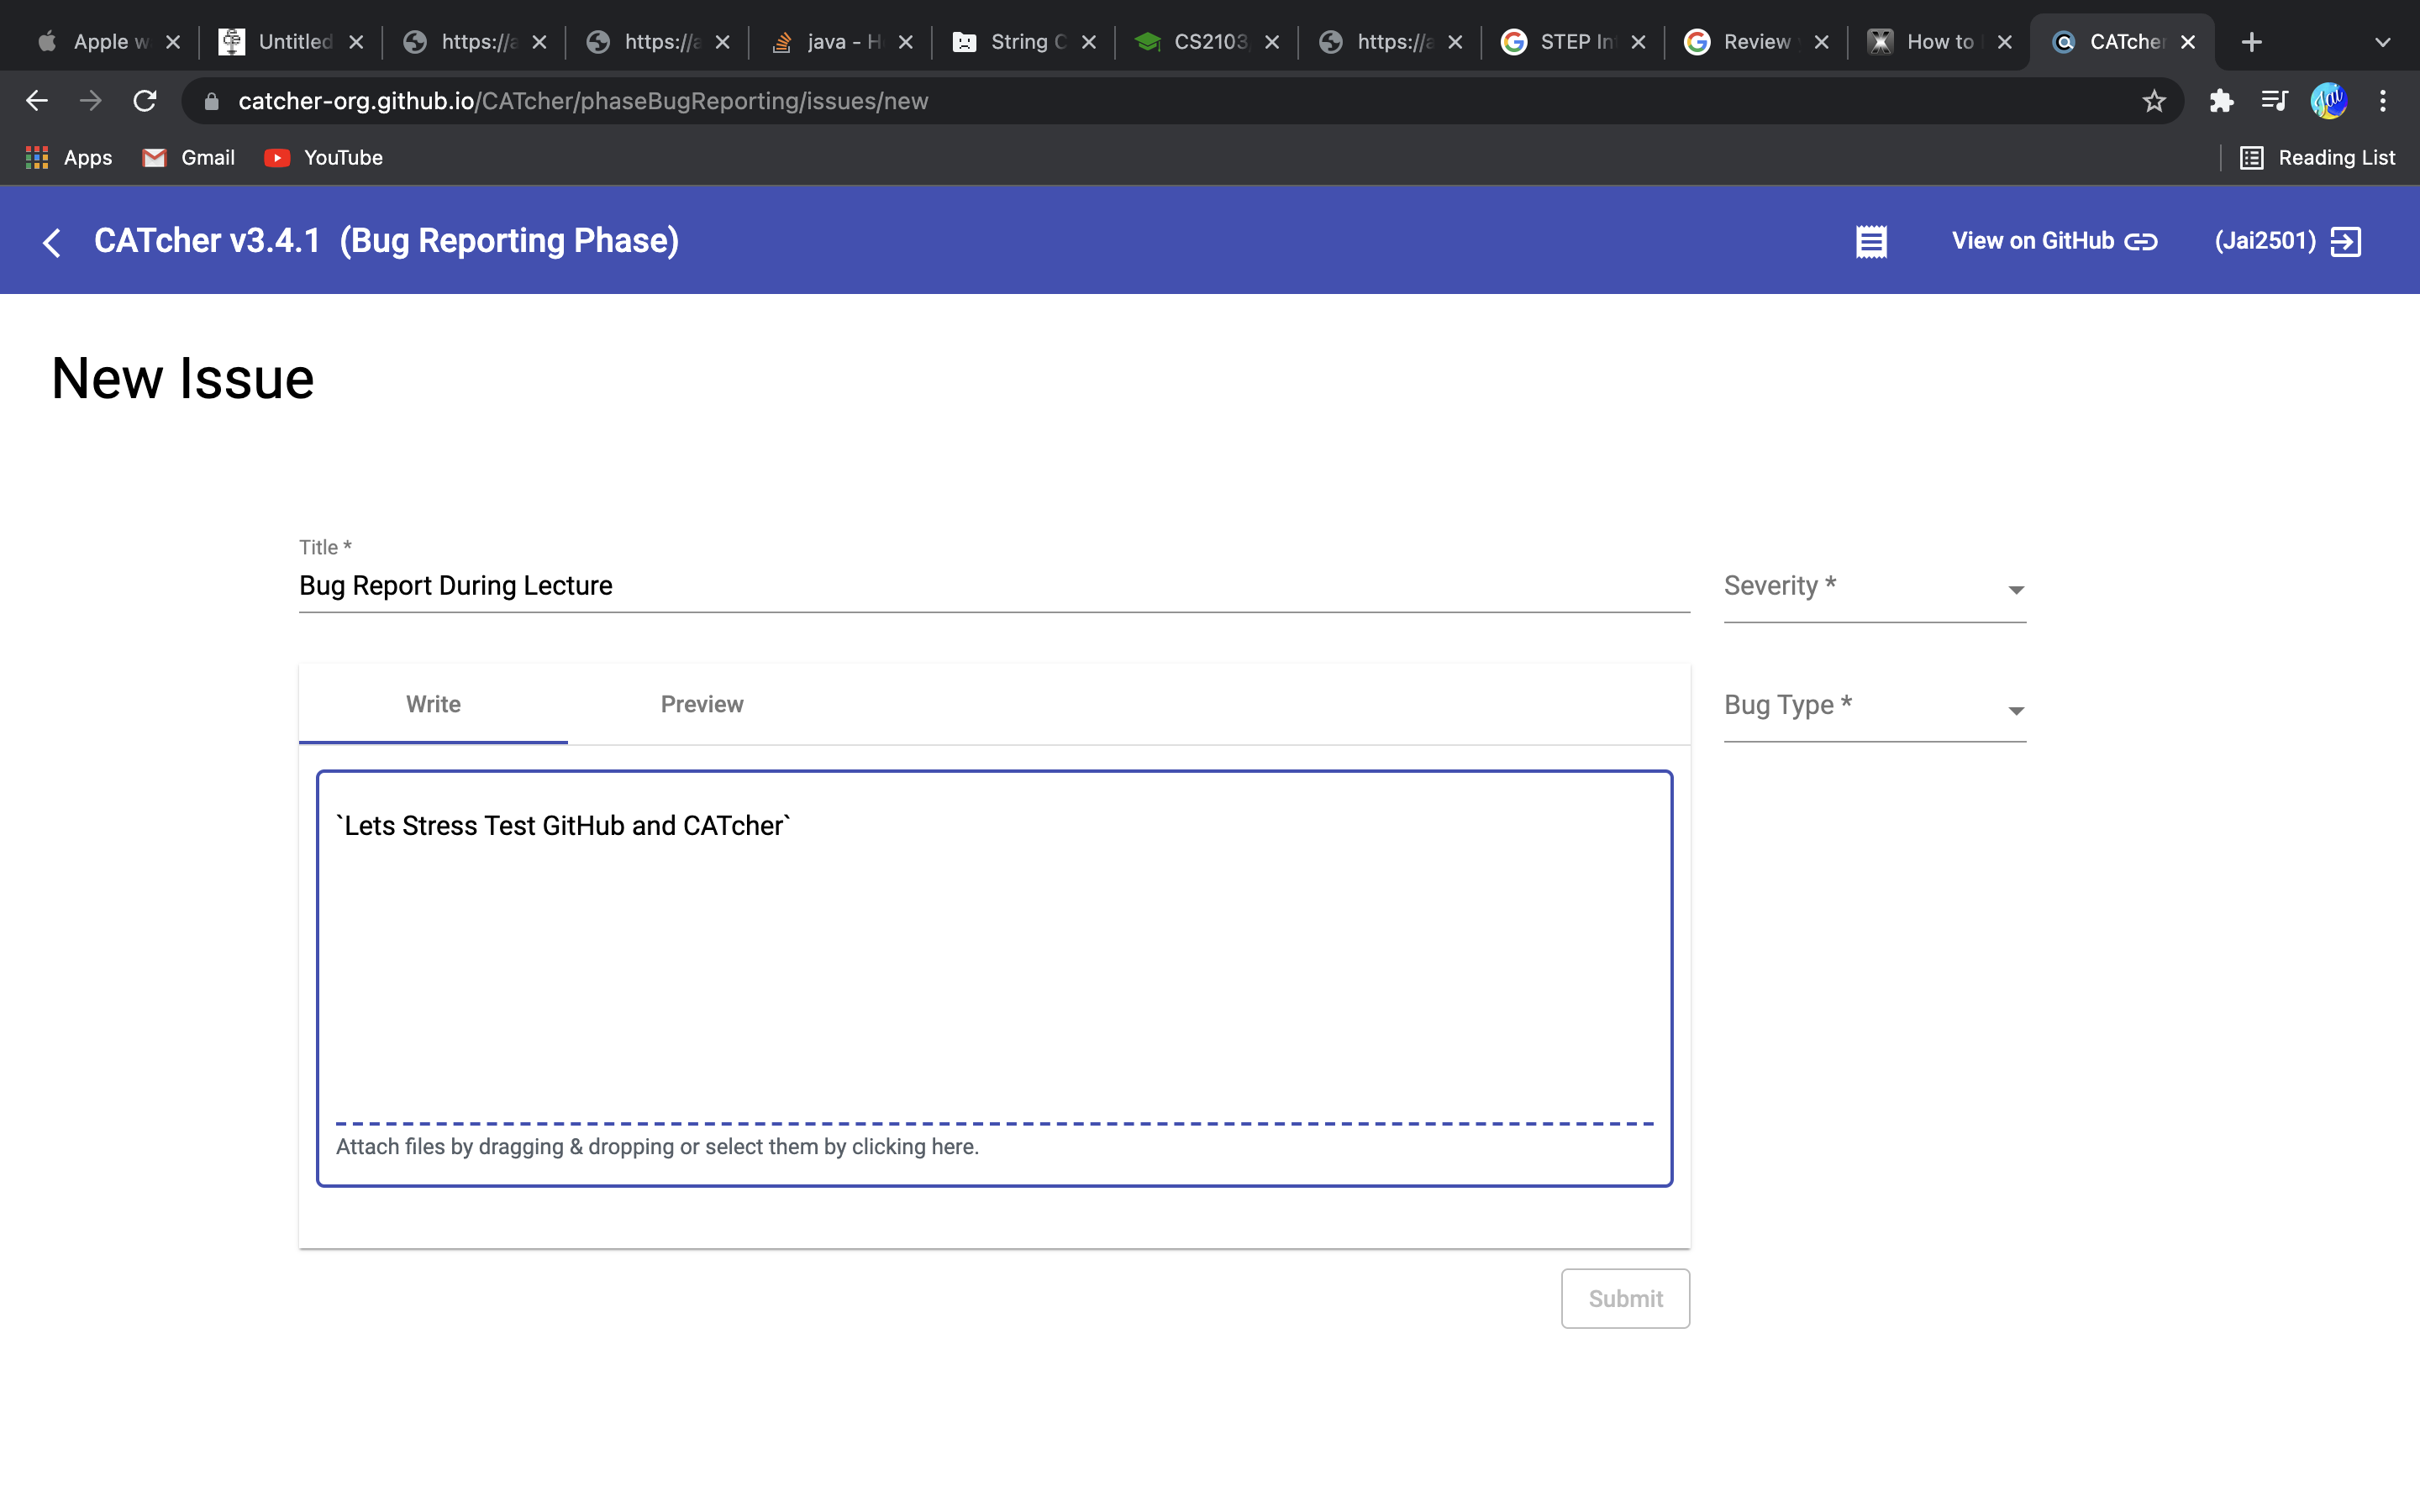 Apple w
Untitled
https://a
https://a
java - H
String C
CS2103
https://a
STEP In
Review
How to
CATcher
catcher-org.github.io/CATcher/phaseBugReporting/issues/new
Apps
Gmail
YouTube
Reading List
CATcher v3.4.1 (Bug Reporting Phase)
View on GitHub
(Jai2501)
New Issue
Title *
Bug Report During Lecture
Severity *
Write
Preview
Bug Type *
`Lets Stress Test GitHub and CATcher`
Attach files by dragging & dropping or select them by clicking here.
Submit